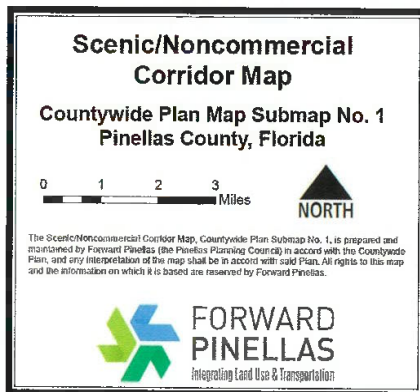 Scenic/Noncommercial
Corridor Map
Countywide Plan Map Submap No. 1
Pinellas County, Florida
0 1 2 3
Miles
NORTH
The Scenic/Noncommercial Corridor Map, Countywide Plan Submap No. 1, is prepared and
maintained by Forward Pinellas (the Pinellas Planning Council) in accord with the Countywide
Plan, and any interpretation of the map shall be in accord with said Plan. All rights to this map
and the information on which it is based are reserved by Forward Pinellas.
FORWARD
PINELLAS
Integrating Land Use & Transportation